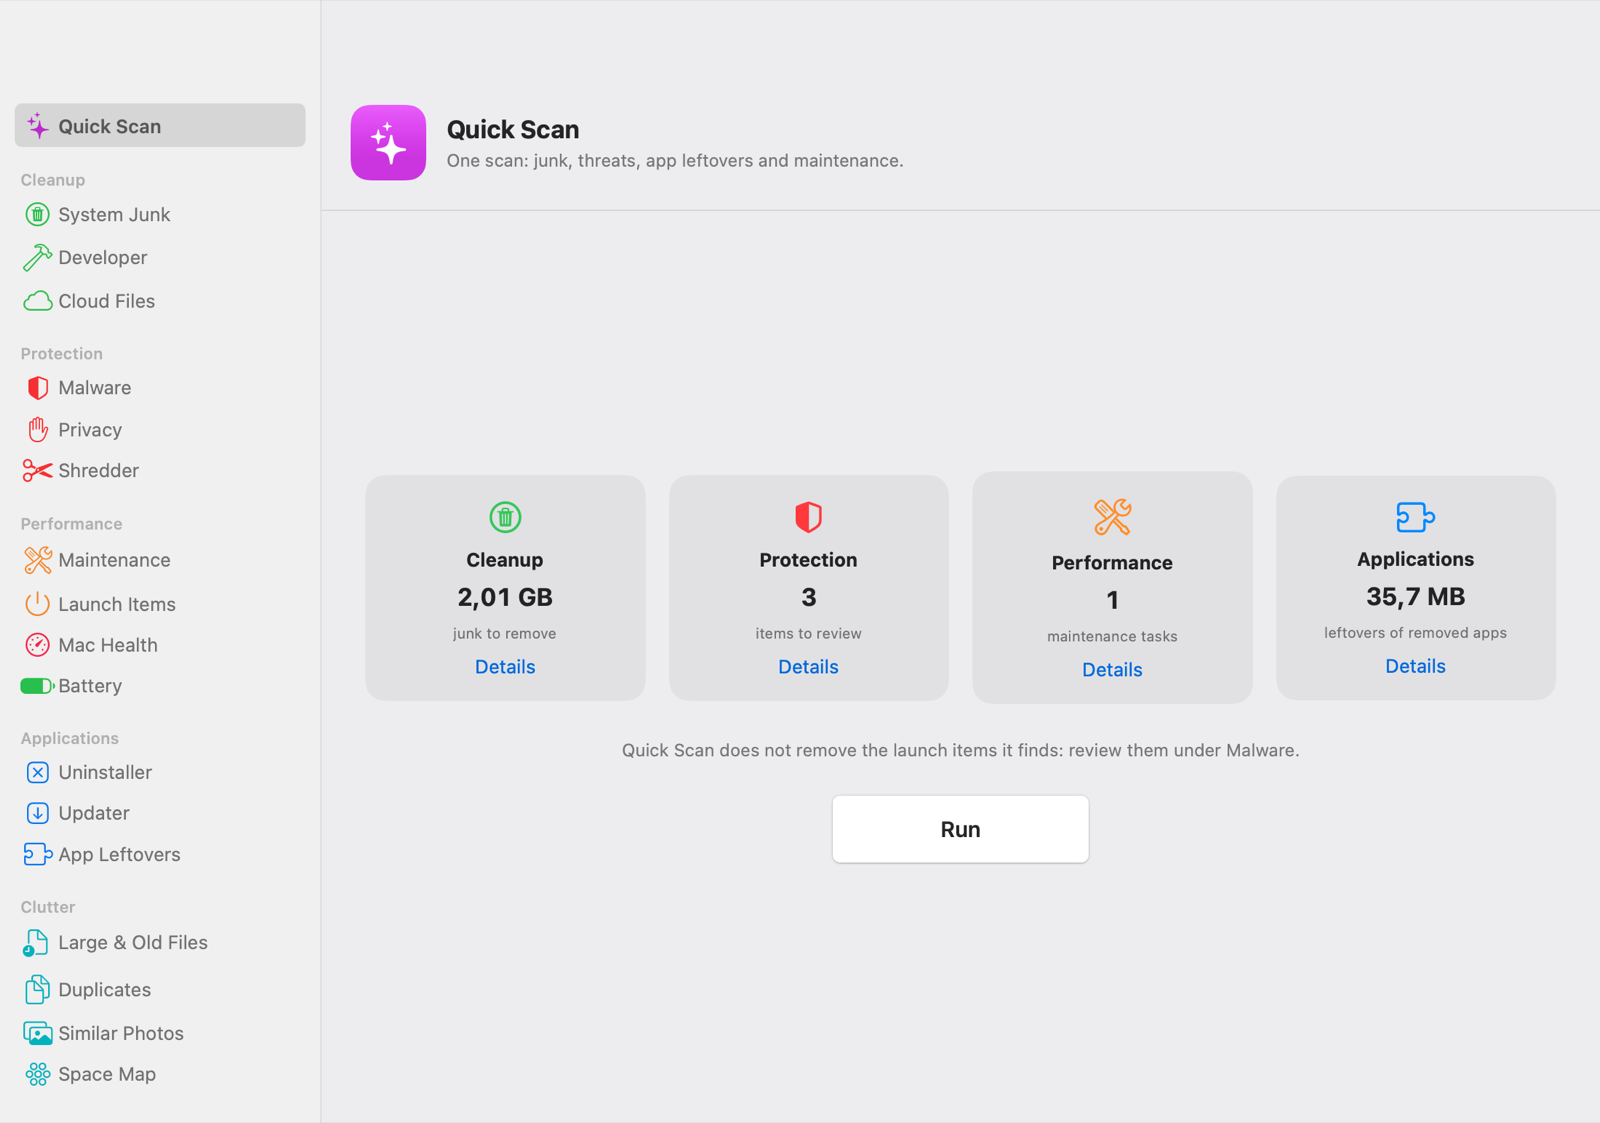 Quick Scan
Cleanup
System Junk
Developer
Cloud Files
Protection
Malware
Privacy
Shredder
Performance
Maintenance
Launch Items
Mac Health
Battery
Applications
Uninstaller
Updater
App Leftovers
Clutter
Large & Old Files
Duplicates
Similar Photos
Space Map
Quick Scan
One scan: junk, threats, app leftovers and maintenance.
Cleanup
2,01 GB
junk to remove
Details
Protection
3
items to review
Details
Performance
1
maintenance tasks
Details
Applications
35,7 MB
leftovers of removed apps
Details
Quick Scan does not remove the launch items it finds: review them under Malware.
Run